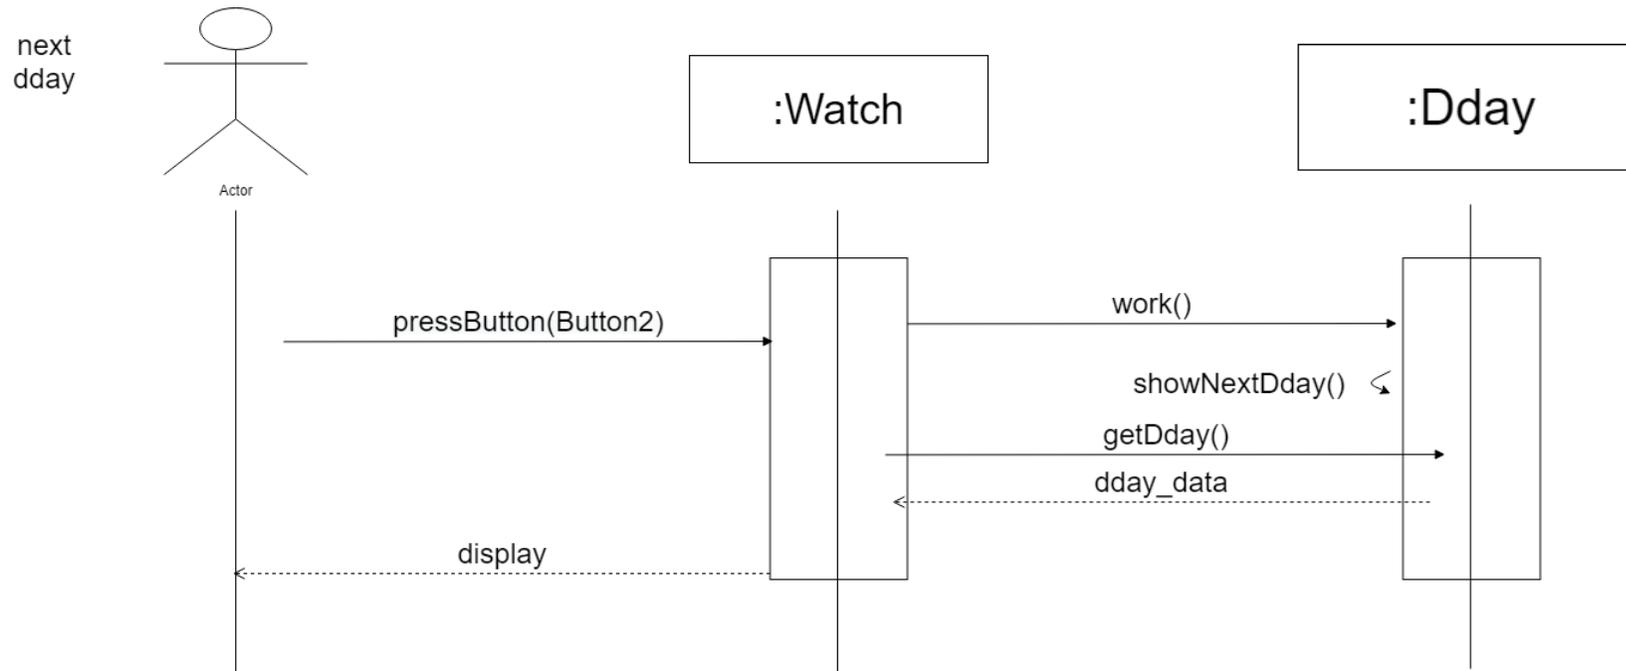 next
dday
Actor
:Watch
:Dday
pressButton(Button2)
work()
showNextDday()
getDday()
dday_data
display